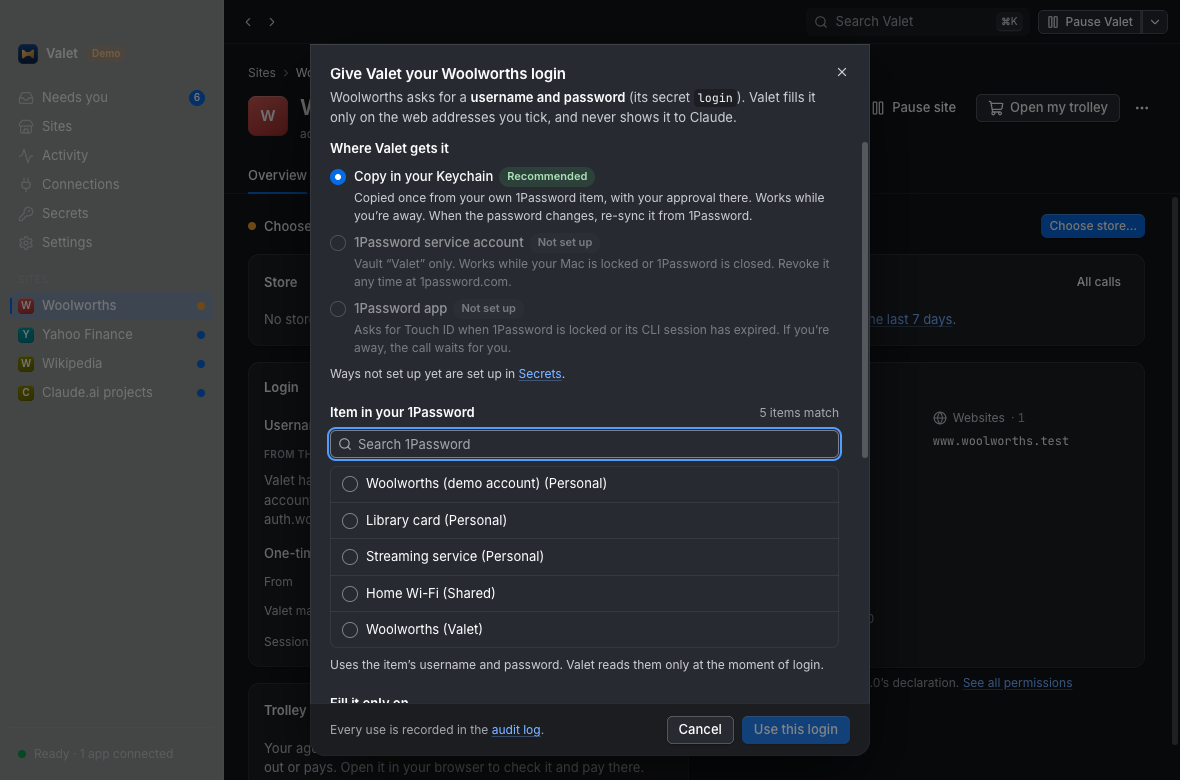 Search Valet
⌘K
Pause Valet
Valet
Demo
Needs you
6
Sites
Activity
Connections
Secrets
Settings
SITES
W
Woolworths
Y
Yahoo Finance
W
Wikipedia
C
Claude.ai projects
Ready · 1 app connected
Sites
Wo
W
W
Pause site
Open my trolley
Overview
Choose
Choose store...
Store
All calls
No stor
he last 7 days.
Login
Userna
FROM TH
Valet ha
accoun
auth.wo
One-tim
From
Valet ma
Session
Websites · 1
www.woolworths.test
.0's declaration. See all permissions
Trolley
Your age
out or pays. Open it in your browser to check it and pay there.
Give Valet your Woolworths login
Woolworths asks for a username and password (its secret login ). Valet fills it
only on the web addresses you tick, and never shows it to Claude.
Where Valet gets it
Copy in your Keychain
Recommended
Copied once from your own 1Password item, with your approval there. Works while
you’re away. When the password changes, re-sync it from 1Password.
1Password service account
Not set up
Vault “Valet” only. Works while your Mac is locked or 1Password is closed. Revoke it
any time at 1password.com.
1Password app
Not set up
Asks for Touch ID when 1Password is locked or its CLI session has expired. If you’re
away, the call waits for you.
Ways not set up yet are set up in Secrets.
Item in your 1Password
5 items match
Search 1Password
Woolworths (demo account) (Personal)
Library card (Personal)
Streaming service (Personal)
Home Wi-Fi (Shared)
Woolworths (Valet)
Uses the item’s username and password. Valet reads them only at the moment of login.
Fill it only on
Every use is recorded in the audit log.
Cancel
Use this login